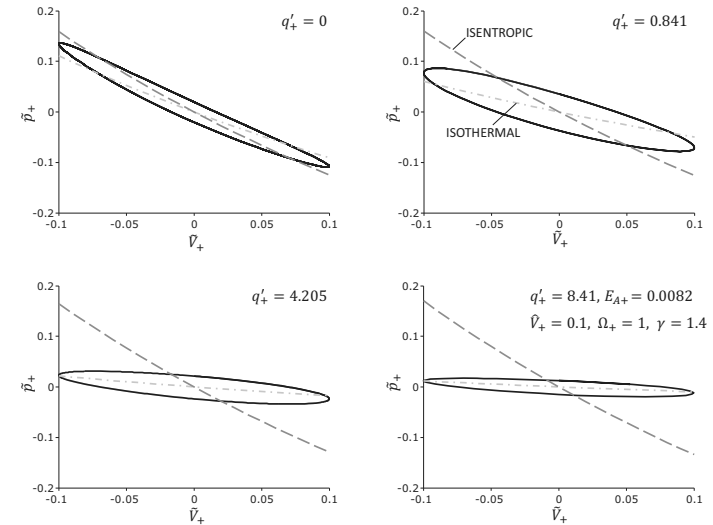 0.2
q′₊ = 0
0.1
p̃₊
0
-0.1
-0.2
-0.1
-0.05
0
0.05
0.1
Ṽ₊
0.2
q′₊ = 0.841
ISENTROPIC
0.1
p̃₊
0
ISOTHERMAL
-0.1
-0.2
-0.1
-0.05
0
0.05
0.1
Ṽ₊
0.2
q′₊ = 4.205
0.1
p̃₊
0
-0.1
-0.2
-0.1
-0.05
0
0.05
0.1
Ṽ₊
0.2
q′₊ = 8.41, E_A₊ = 0.0082
V̂₊ = 0.1, Ω₊ = 1, γ = 1.4
0.1
p̃₊
0
-0.1
-0.2
-0.1
-0.05
0
0.05
0.1
Ṽ₊